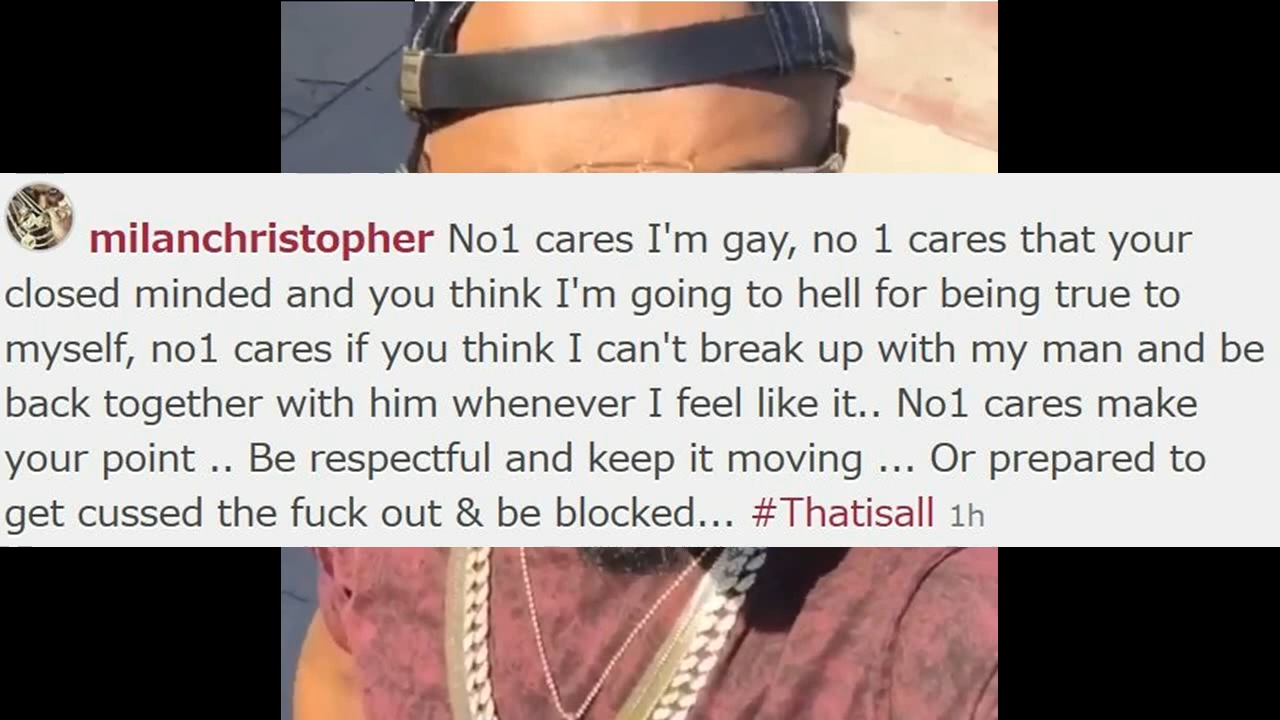 milanchristopher No1 cares I'm gay, no 1 cares that your
closed minded and you think I'm going to hell for being true to
myself, no1 cares if you think I can't break up with my man and be
back together with him whenever I feel like it.. No1 cares make
your point .. Be respectful and keep it moving ... Or prepared to
get cussed the fuck out & be blocked... #Thatisall 1h